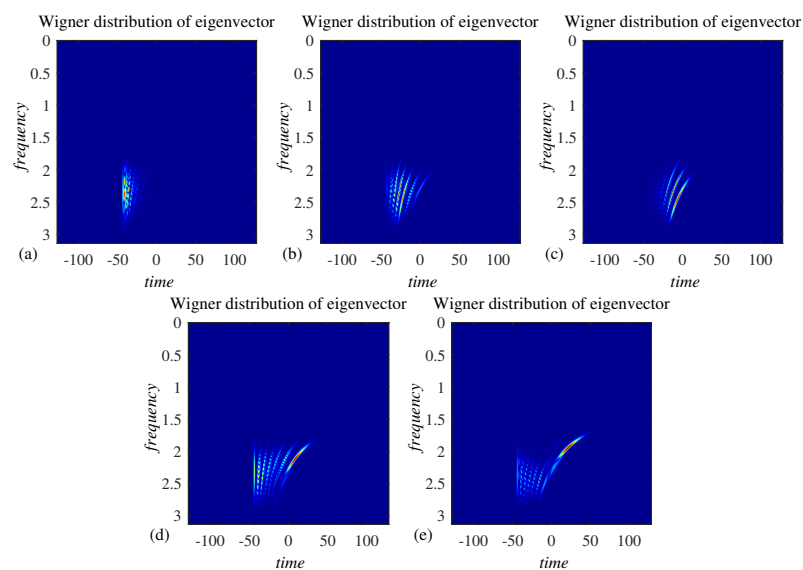 Wigner distribution of eigenvector Wigner distribution of eigenvector Wigner distribution of eigenvector
0 0 0
0.5 0.5 0.5
1 1 1
1.5 1.5 1.5
2 2 2
2.5 2.5 2.5
3 3 3
frequency frequency frequency
(a) (b) (c)
-100 -50 0 50 100 -100 -50 0 50 100 -100 -50 0 50 100
time time time
Wigner distribution of eigenvector Wigner distribution of eigenvector
0 0
0.5 0.5
1 1
1.5 1.5
2 2
2.5 2.5
3 3
frequency frequency
(d) (e)
-100 -50 0 50 100 -100 -50 0 50 100
time time